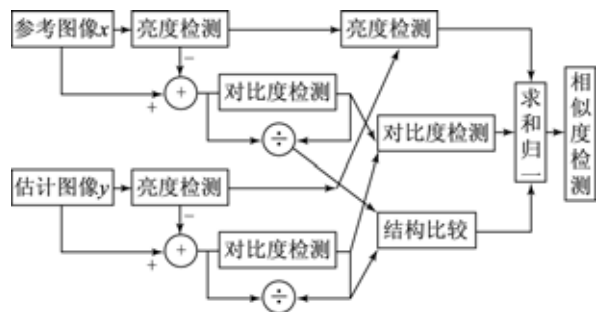 参考图像x
亮度检测
亮度检测
−
+
+
对比度检测
÷
对比度检测
求和归一
相似度检测
估计图像y
亮度检测
−
+
+
对比度检测
÷
结构比较